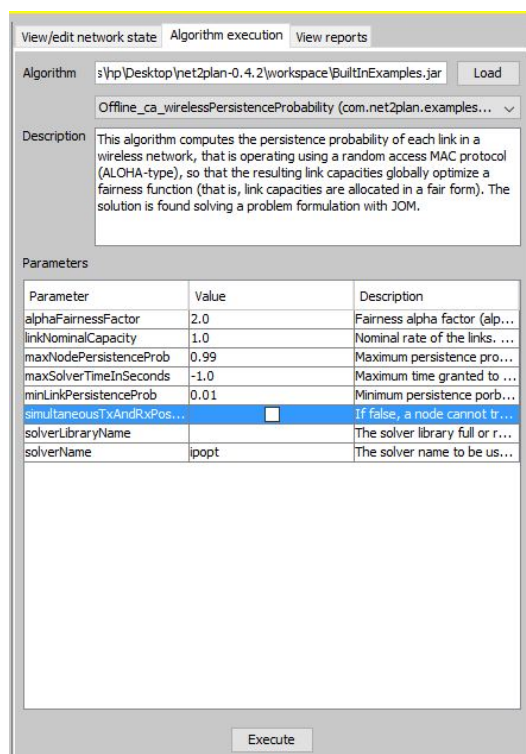 View/edit network state Algorithm execution View reports
Algorithm s\hp\Desktop\net2plan-0.4.2\workspace\BuiltInExamples.jar Load
Offline_ca_wirelessPersistenceProbability (com.net2plan.examples...
Description This algorithm computes the persistence probability of each link in a
wireless network, that is operating using a random access MAC protocol
(ALOHA-type), so that the resulting link capacities globally optimize a
fairness function (that is, link capacities are allocated in a fair form). The
solution is found solving a problem formulation with JOM.
Parameters
Parameter Value Description
alphaFairnessFactor 2.0 Fairness alpha factor (alp...
linkNominalCapacity 1.0 Nominal rate of the links. ...
maxNodePersistenceProb 0.99 Maximum persistence pro...
maxSolverTimeInSeconds -1.0 Maximum time granted to ...
minLinkPersistenceProb 0.01 Minimum persistence porb...
simultaneousTxAndRxPos... If false, a node cannot tr...
solverLibraryName The solver library full or r...
solverName ipopt The solver name to be us...
Execute